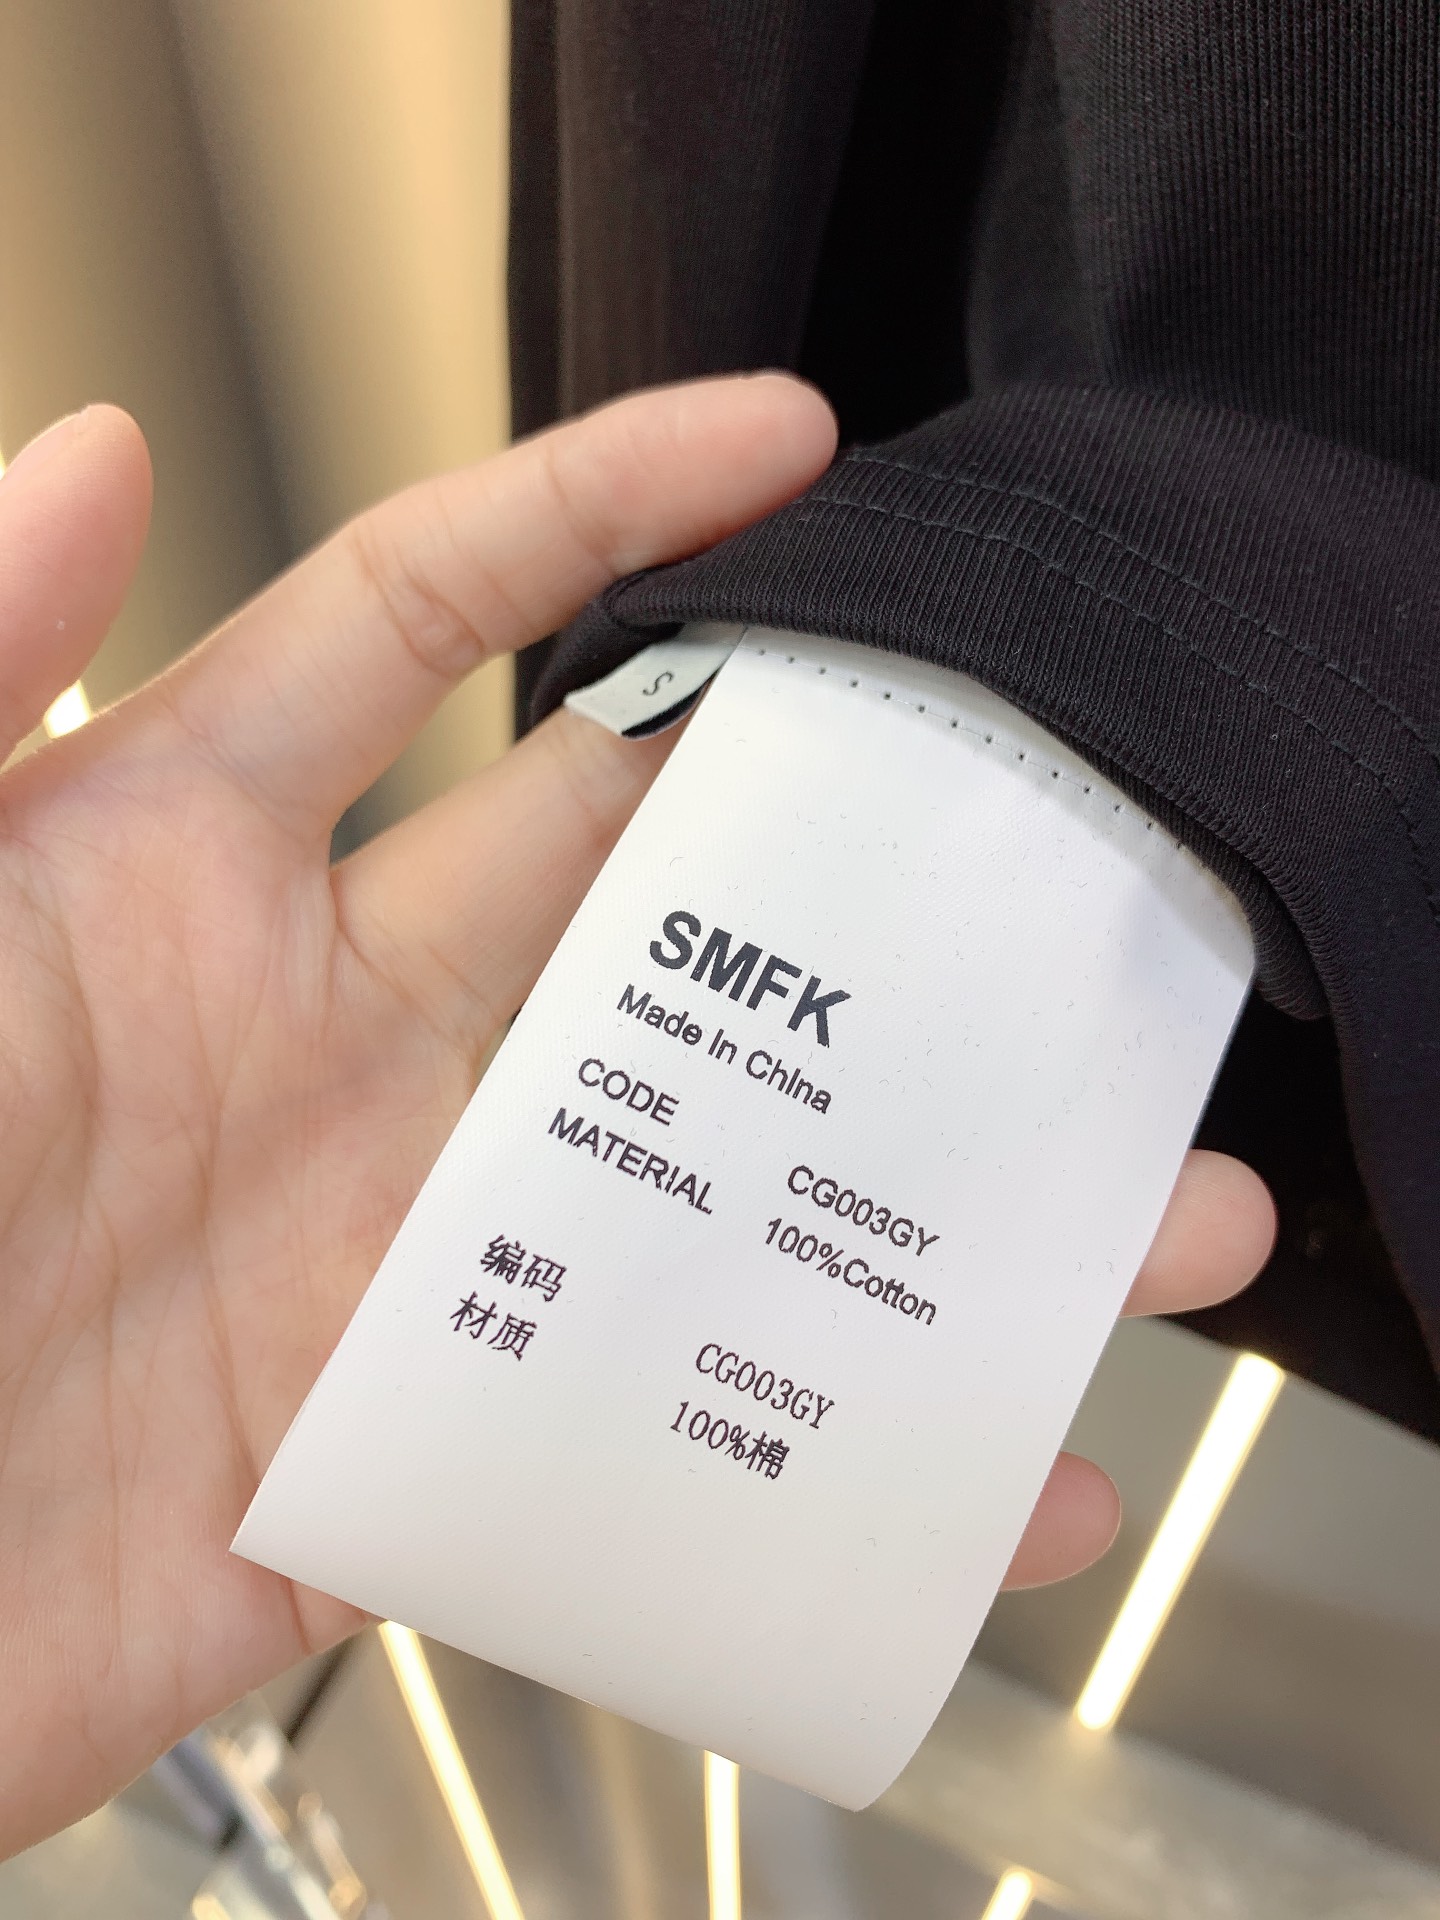 S
SMFK
Made In ChIna
CODE CG003GY
MATERIAL 100%Cotton
编码 CG003GY
材质 100%棉